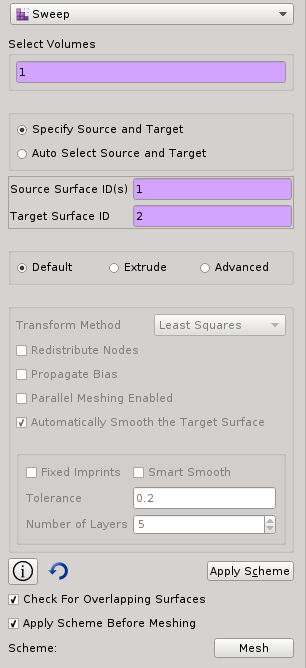 Sweep
Select Volumes
1
Specify Source and Target
Auto Select Source and Target
Source Surface ID(s) 1
Target Surface ID 2
Default Extrude Advanced
Transform Method Least Squares
Redistribute Nodes
Propagate Bias
Parallel Meshing Enabled
Automatically Smooth the Target Surface
Fixed Imprints Smart Smooth
Tolerance 0.2
Number of Layers 5
Apply Scheme
Check For Overlapping Surfaces
Apply Scheme Before Meshing
Scheme: Mesh